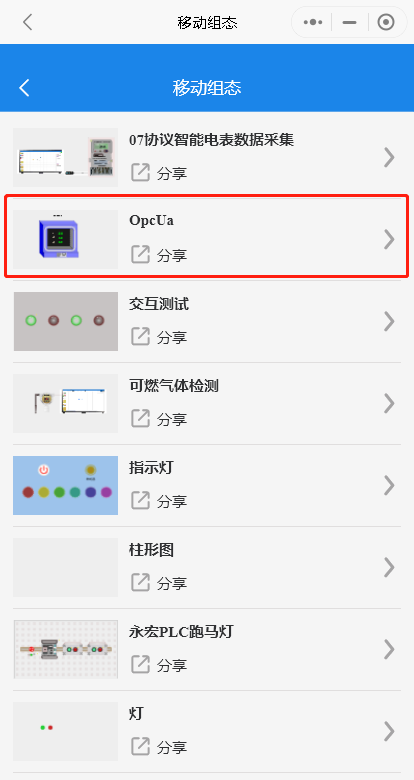 移动组态
移动组态
07协议智能电表数据采集
分享
OpcUa
分享
交互测试
分享
可燃气体检测
分享
指示灯
分享
柱形图
分享
永宏PLC跑马灯
分享
灯
分享